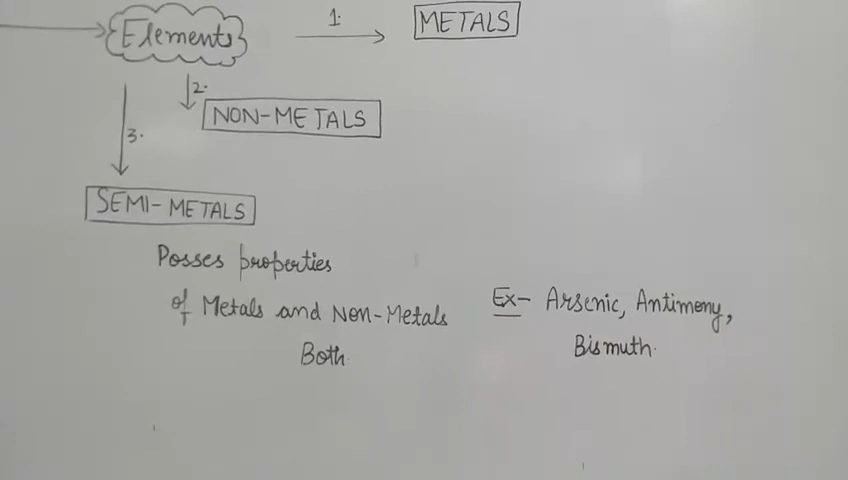 Elements
1.
METALS
2.
NON-METALS
3.
SEMI-METALS
Posses properties
of Metals and Non-Metals
Both.
Ex- Arsenic, Antimony,
Bismuth.